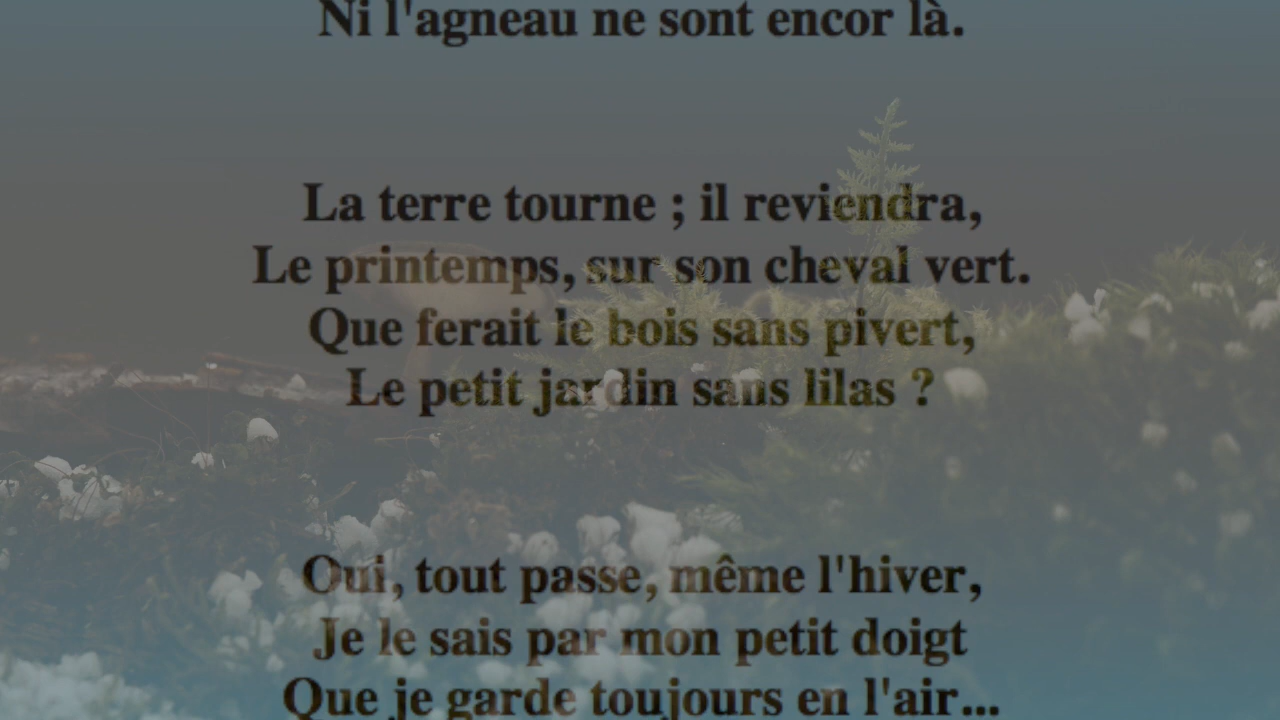 Ni l'agneau ne sont encor là.
La terre tourne ; il reviendra,
Le printemps, sur son cheval vert.
Que ferait le bois sans pivert,
Le petit jardin sans lilas ?
Oui, tout passe, même l'hiver,
Je le sais par mon petit doigt
Que je garde toujours en l'air...